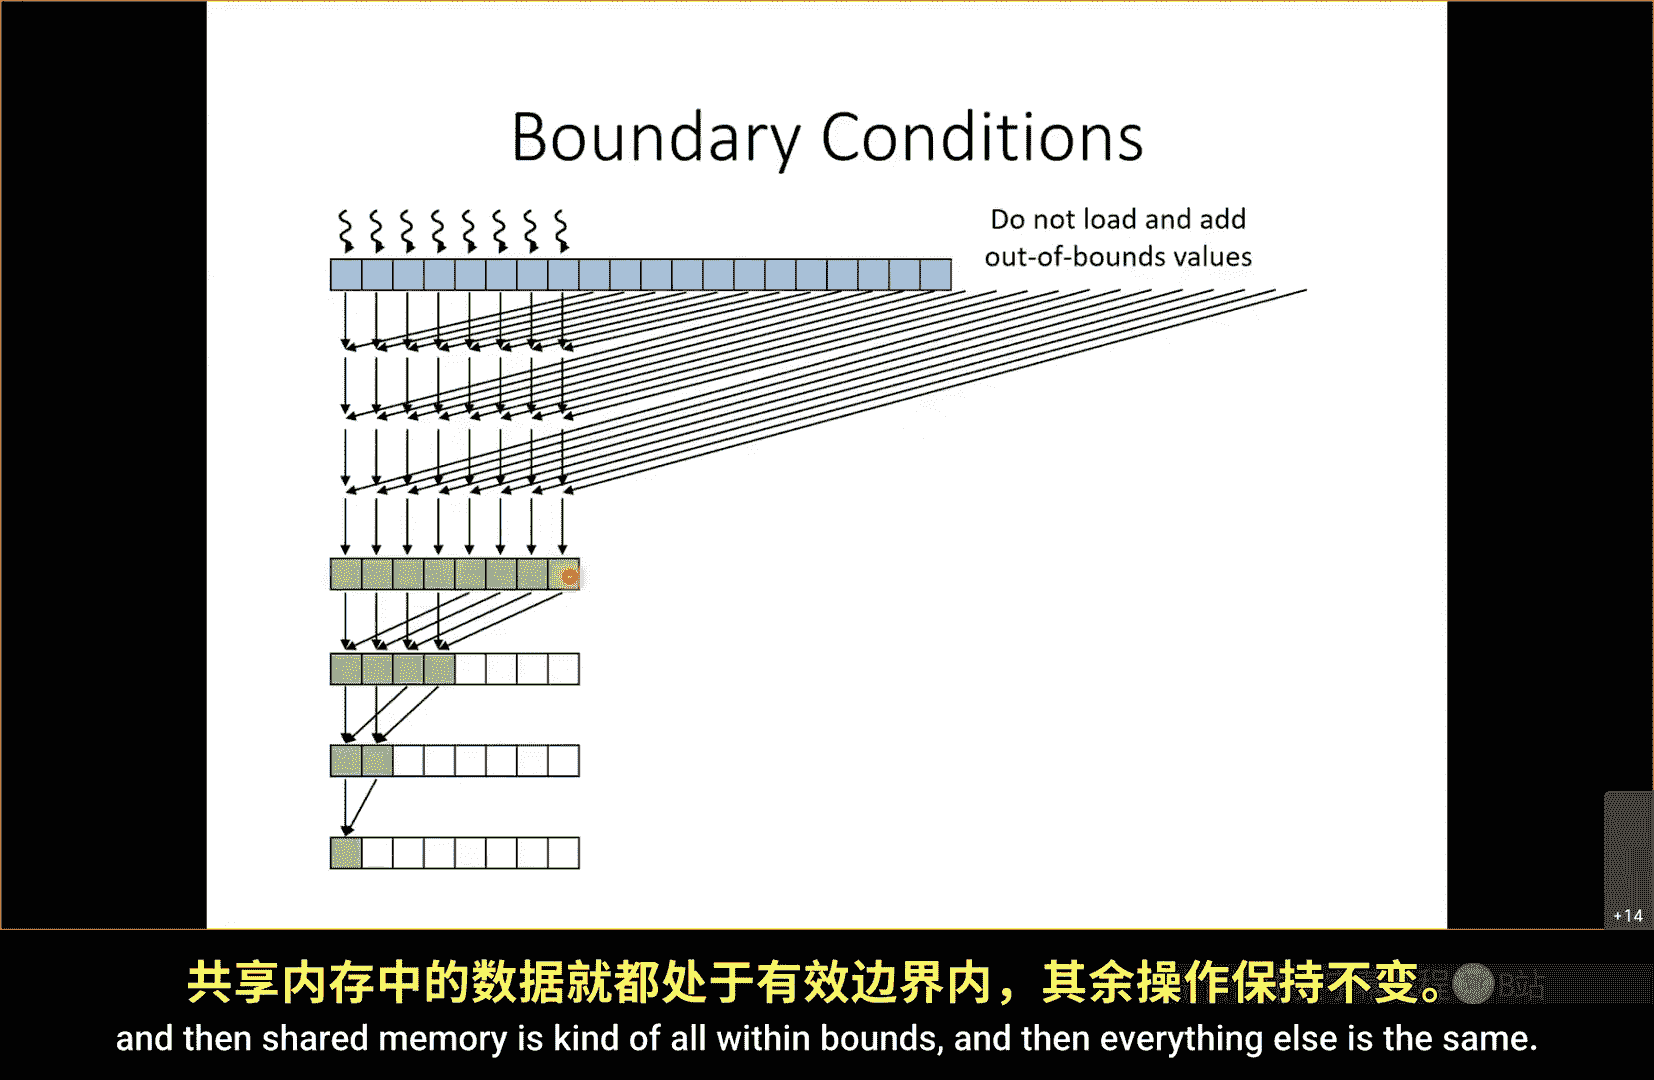 Boundary Conditions
Do not load and add
out-of-bounds values
+14
共享内存中的数据就都处于有效边界内，其余操作保持不变。
B站
and then shared memory is kind of all within bounds, and then everything else is the same.